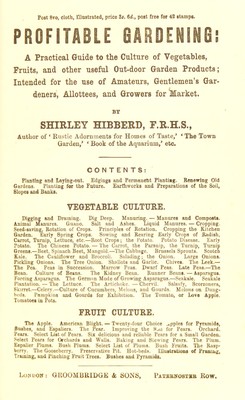 Post 8vo, cloth, Illustrated, price 3s. 6d., post free for 42 stamps.
PROFITABLE GARDENING:
A Practical Guide to the Culture of Vegetables,
Fruits, and other useful Out-door Garden Products;
Intended for the use of Amateurs, Gentlemen's Gar-
deners, Allottees, and Growers for Market.
BY
SHIRLEY HIBBERD, F.R.H.S.,
Author of 'Rustic Adornments for Homes of Taste,' 'The Town
Garden,' 'Book of the Aquarium,' etc.
CONTENTS:
Planting and Laying-out. Edgings and Permanent Planting. Renewing Old
Gardens. Planting for the Future. Earthworks and Preparations of the Soil,
Slopes and Basins.
VEGETABLE CULTURE.
Digging and Draining. Dig Deep. Manuring.—Manures and Composts.
Animal Manures. Guanos. Salt and Ashes. Liquid Manures.—Cropping,
Seed-saving, Rotation of Crops. Principles of Rotation. Cropping the Kitchen
Garden. Early Spring Crops. Sowing and Rearing Early Crops of Radish,
Carrot, Turnip, Lettuce, etc.—Root Crops; the Potato. Potato Disease. Early
Potato. The Chinese Potato.—The Carrot, the Parsnip, the Turnip, Turnip
Greens.—Beet, Spinach Beet, Mangold.—The Cabbage. Brussels Sprouts. Scotch
Kale. The Cauliflower and Broccoli. Salading, the Onion. Large Onions.
Pickling Onions. The Tree Onion. Shallots and Garlic. Chives. The Leek.—
The Pea. Peas in Succession. Marrow Peas. Dwarf Peas. Late Peas.—The
Bean. Culture of Beans. The Kidney Bean. Runner Beans.—Asparagus.
Growing Asparagus. The German Mode of Growing Asparagus.—Seakale. Seakale
Plantation.—The Lettuce. The Artichoke.—Chervil. Salsify. Scorzonera,
Skirret.—Celery.—Culture of Cucumbers, Melons, and Gourds. Melons on Dung-
beds. Pumpkins and Gourds for Exhibition. The Tomato, or Love Apple.
Tomatoes in Pots.
FRUIT CULTURE.
The Apple. American Blight.—Twenty-four Choice Apples for Pyramids,
Bushes, and Espaliers. The Pear. Improving the Sap for Pears. Orchard
Pears. Select List of Pears. Six delicious and reliable Pears for a Small Garden.
Select Pears for Orchards and Walls. Baking and Stewing Pears. The Plum.
Espalier Plums. Bush Plums. Select List of Plums. Bush Fruits. The Rasp-
berry. The Gooseberry. Preservative Pit. Hot-beds. Illustrations of Framing,
Training, and Planting Fruit Trees. Bushes and Pyramids.
LONDON: GROOMBRIDGE & SONS, PATERNOSTER ROW.